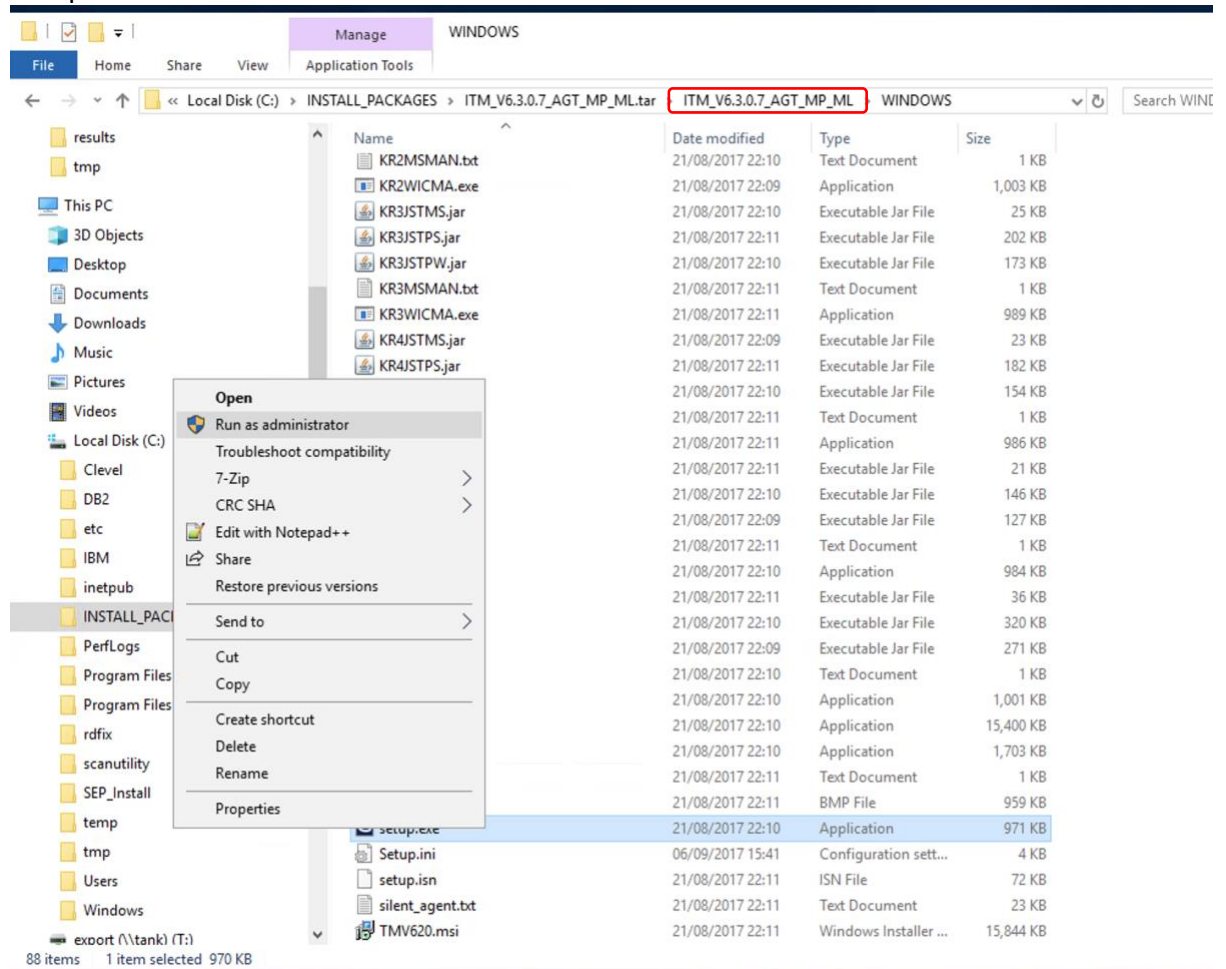 Manage WINDOWS
File Home Share View Application Tools
« Local Disk (C:) › INSTALL_PACKAGES › ITM_V6.3.0.7_AGT_MP_ML.tar › ITM_V6.3.0.7_AGT_MP_ML › WINDOWS Search WIND
results
tmp
This PC
3D Objects
Desktop
Documents
Downloads
Music
Pictures
Videos
Local Disk (C:)
Clevel
DB2
etc
IBM
inetpub
INSTALL_PAC
PerfLogs
Program Files
Program Files
rdfix
scanutility
SEP_Install
temp
tmp
Users
Windows
export (\\tank) (T:)
Name Date modified Type Size
KR2MSMAN.txt 21/08/2017 22:10 Text Document 1 KB
KR2WICMA.exe 21/08/2017 22:09 Application 1,003 KB
KR3JSTMS.jar 21/08/2017 22:10 Executable Jar File 25 KB
KR3JSTPS.jar 21/08/2017 22:11 Executable Jar File 202 KB
KR3JSTPW.jar 21/08/2017 22:10 Executable Jar File 173 KB
KR3MSMAN.txt 21/08/2017 22:11 Text Document 1 KB
KR3WICMA.exe 21/08/2017 22:11 Application 989 KB
KR4JSTMS.jar 21/08/2017 22:09 Executable Jar File 23 KB
KR4JSTPS.jar 21/08/2017 22:11 Executable Jar File 182 KB
21/08/2017 22:10 Executable Jar File 154 KB
21/08/2017 22:11 Text Document 1 KB
21/08/2017 22:11 Application 986 KB
21/08/2017 22:11 Executable Jar File 21 KB
21/08/2017 22:10 Executable Jar File 146 KB
21/08/2017 22:09 Executable Jar File 127 KB
21/08/2017 22:11 Text Document 1 KB
21/08/2017 22:10 Application 984 KB
21/08/2017 22:11 Executable Jar File 36 KB
21/08/2017 22:10 Executable Jar File 320 KB
21/08/2017 22:09 Executable Jar File 271 KB
21/08/2017 22:10 Text Document 1 KB
21/08/2017 22:10 Application 1,001 KB
21/08/2017 22:10 Application 15,400 KB
21/08/2017 22:10 Application 1,703 KB
21/08/2017 22:11 Text Document 1 KB
21/08/2017 22:11 BMP File 959 KB
setup.exe 21/08/2017 22:10 Application 971 KB
Setup.ini 06/09/2017 15:41 Configuration sett... 4 KB
setup.isn 21/08/2017 22:11 ISN File 72 KB
silent_agent.txt 21/08/2017 22:11 Text Document 23 KB
TMV620.msi 21/08/2017 22:11 Windows Installer ... 15,844 KB
Open
Run as administrator
Troubleshoot compatibility
7-Zip
CRC SHA
Edit with Notepad++
Share
Restore previous versions
Send to
Cut
Copy
Create shortcut
Delete
Rename
Properties
88 items 1 item selected 970 KB